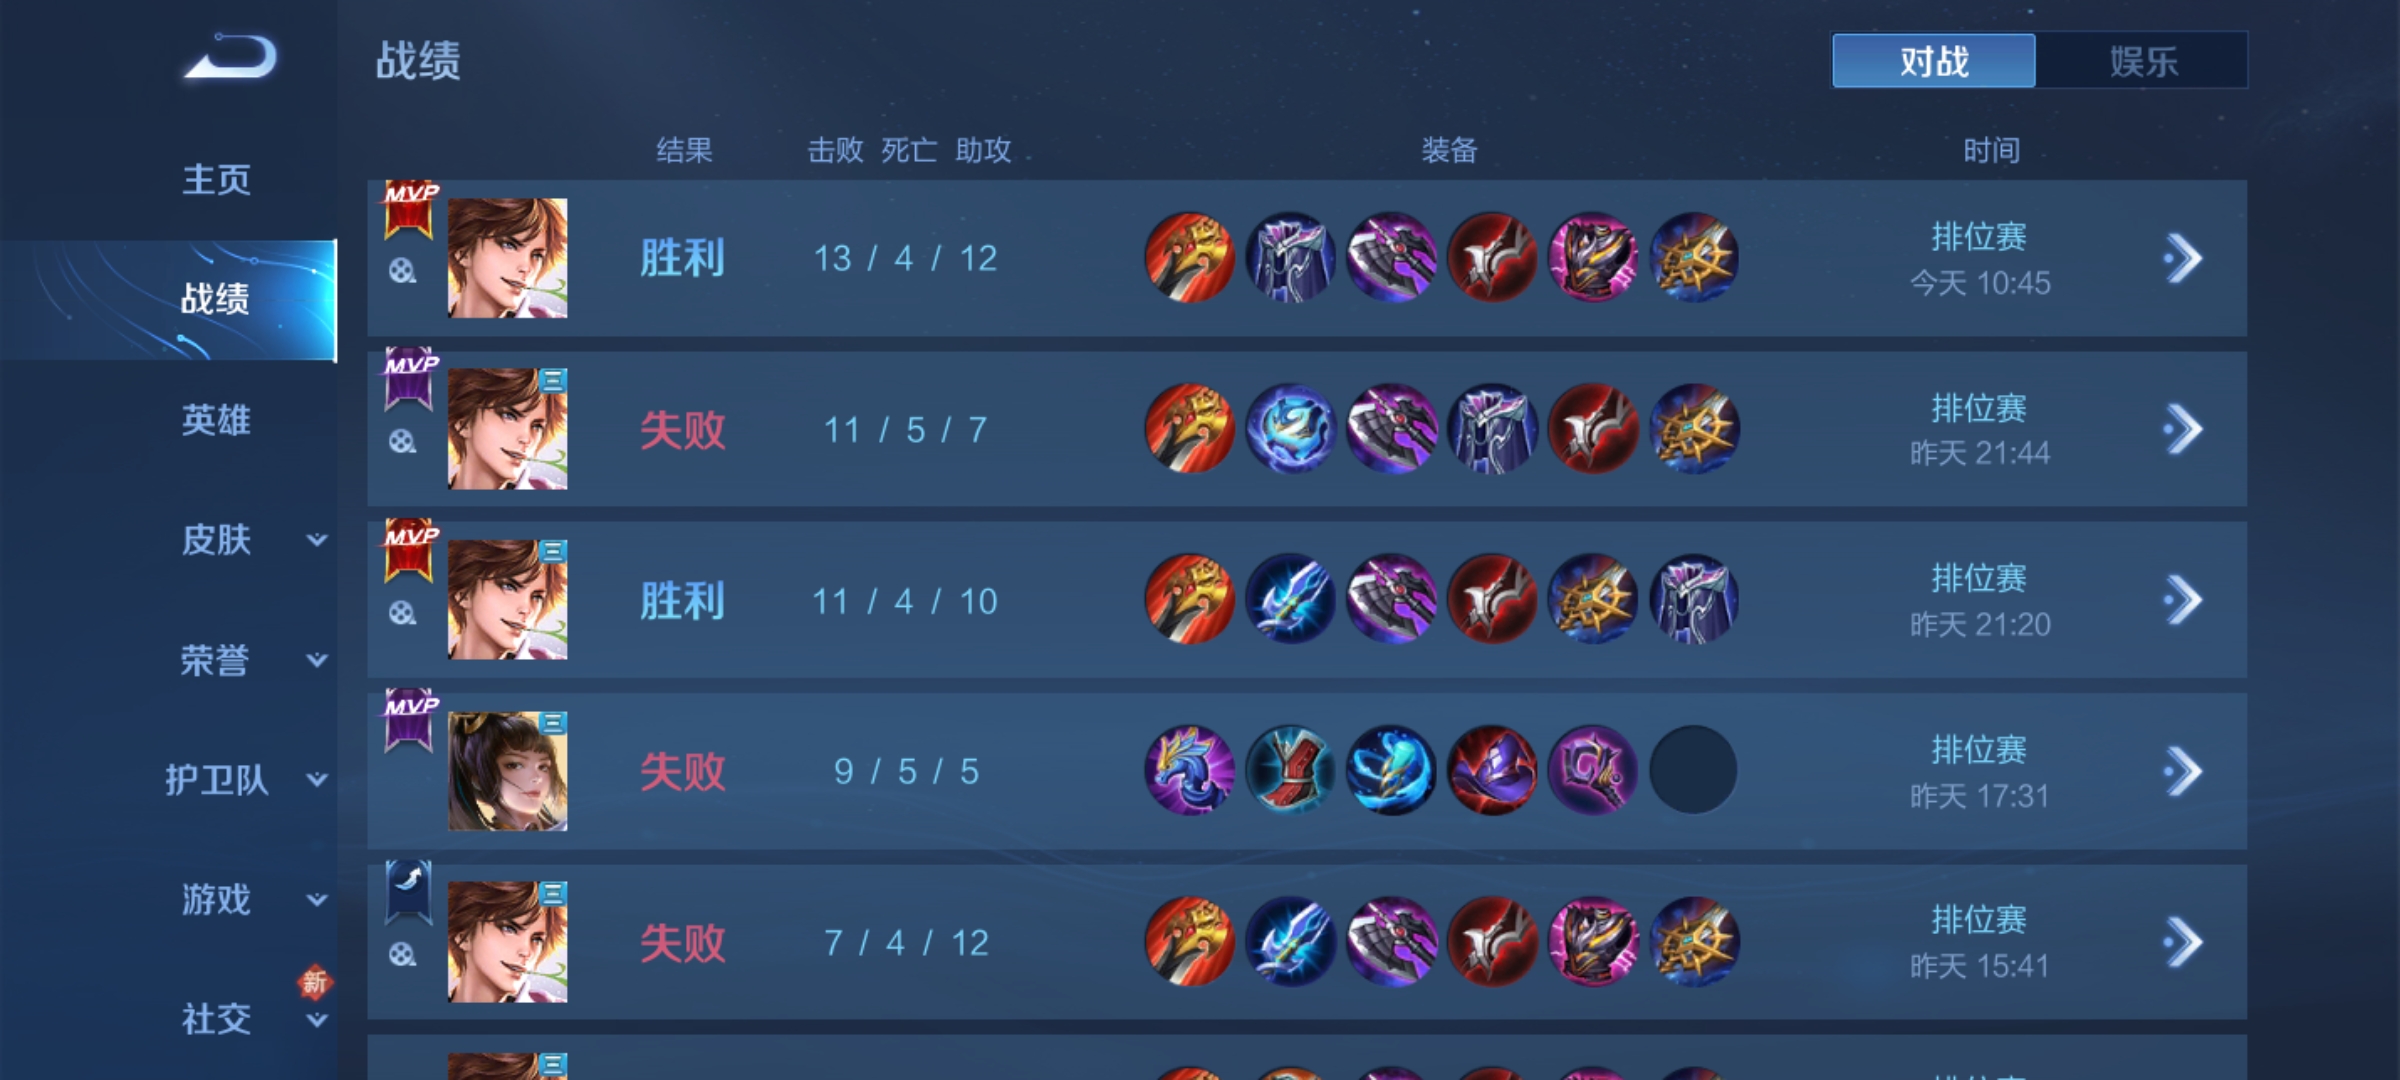 战绩
对战 娱乐
结果 击败 死亡 助攻 装备 时间
主页
战绩
英雄
皮肤
荣誉
护卫队
游戏
新
社交
MVP
胜利 13 / 4 / 12 排位赛
今天 10:45
MVP
三
失败 11 / 5 / 7 排位赛
昨天 21:44
MVP
三
胜利 11 / 4 / 10 排位赛
昨天 21:20
MVP
三
失败 9 / 5 / 5 排位赛
昨天 17:31
三
失败 7 / 4 / 12 排位赛
昨天 15:41
三